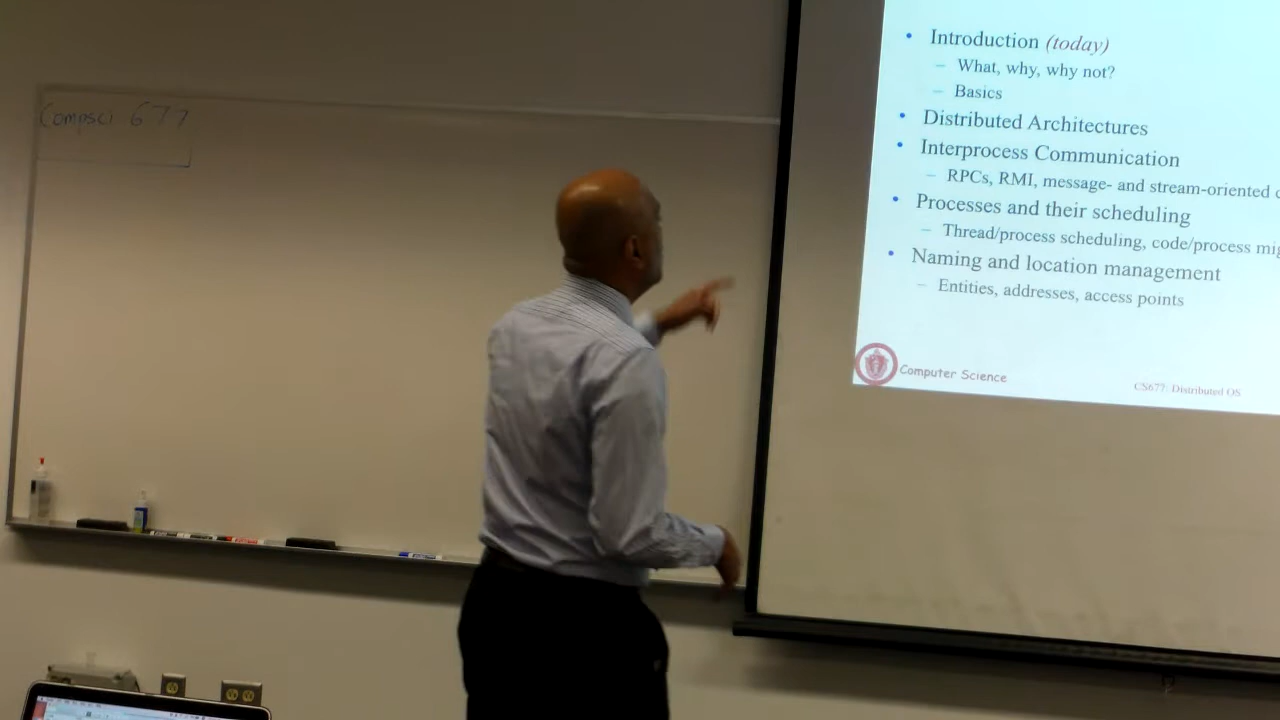 Compsci 677
• Introduction (today)
– What, why, why not?
– Basics
• Distributed Architectures
• Interprocess Communication
– RPCs, RMI, message- and stream-oriented
• Processes and their scheduling
– Thread/process scheduling, code/process mig
• Naming and location management
– Entities, addresses, access points
Computer Science
CS677: Distributed OS